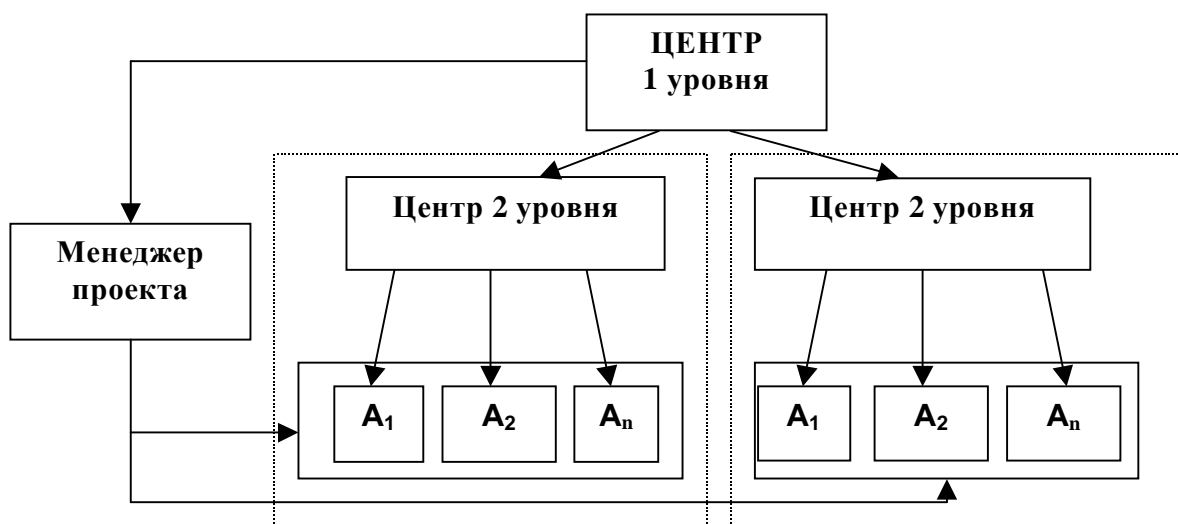 ЦЕНТР
1 уровня
Центр 2 уровня
Центр 2 уровня
Менеджер
проекта
A₁
A₂
Aₙ
A₁
A₂
Aₙ